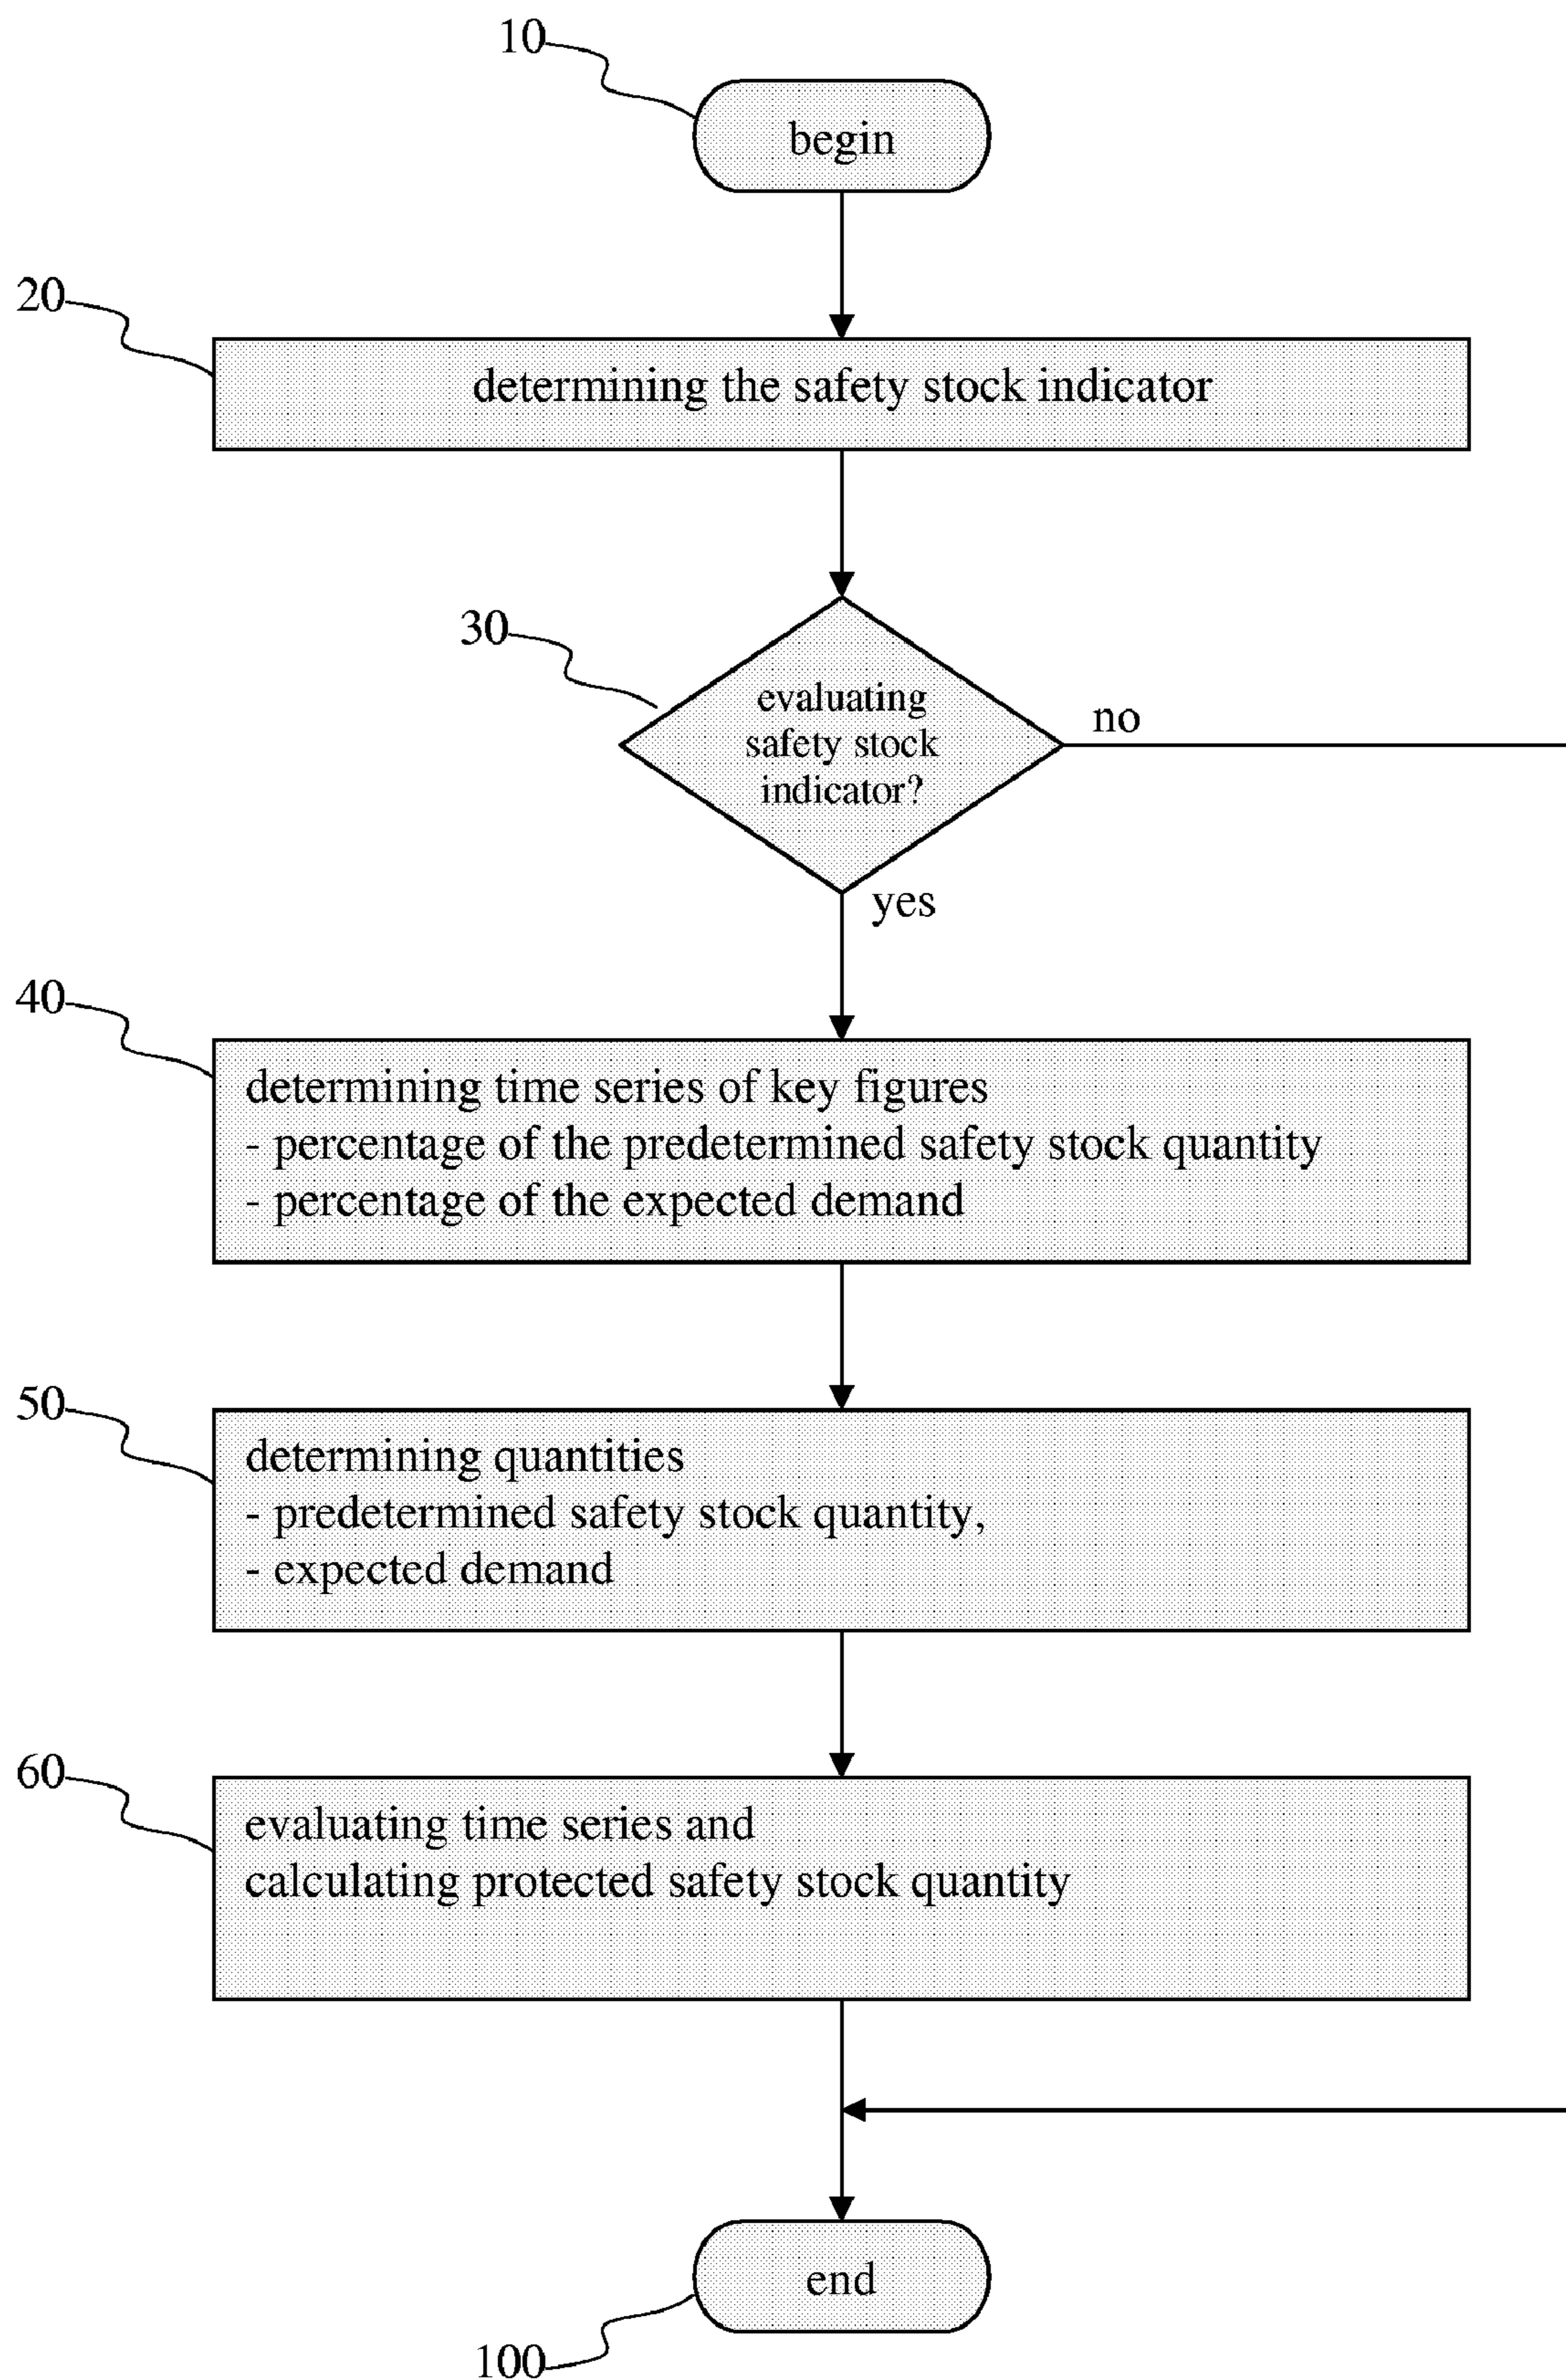 10
begin
20
determining the safety stock indicator
30
evaluating
safety stock
indicator?
no
yes
40
determining time series of key figures
- percentage of the predetermined safety stock quantity
- percentage of the expected demand
50
determining quantities
- predetermined safety stock quantity,
- expected demand
60
evaluating time series and
calculating protected safety stock quantity
end
100